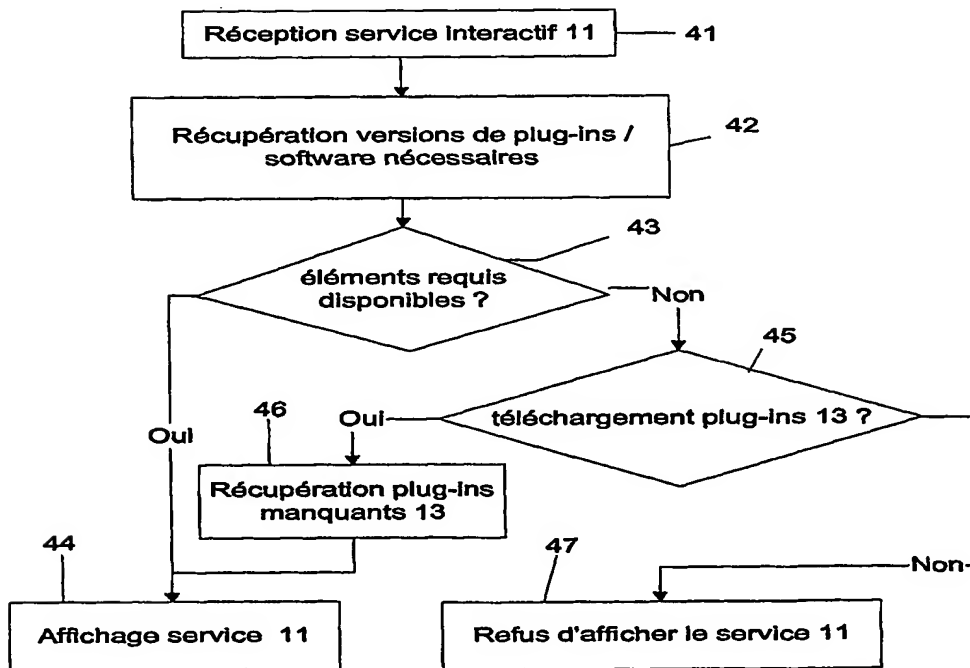 Réception service interactif 11
41
Récupération versions de plug-ins /
software nécessaires
42
43
éléments requis
disponibles ?
Non
45
Oui
téléchargement plug-ins 13 ?
46
Oui
Récupération plug-ins
manquants 13
44
47
Non
Affichage service 11
Refus d'afficher le service 11